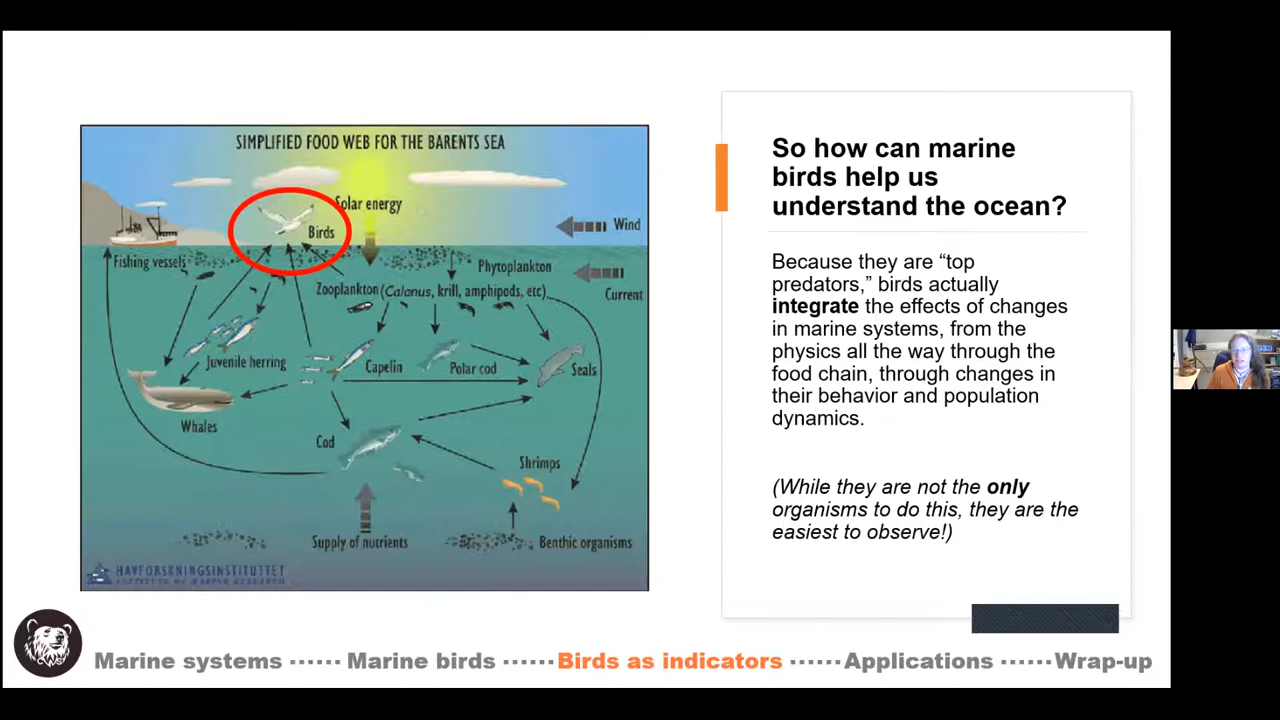 SIMPLIFIED FOOD WEB FOR THE BARENTS SEA
Solar energy
Birds
Wind
Fishing vessels
Phytoplankton
Zooplankton (Calanus, krill, amphipods, etc)
Current
Juvenile herring
Capelin
Polar cod
Seals
Whales
Cod
Shrimps
Supply of nutrients
Benthic organisms
HAVFORSKNINGSINSTITUTTET
INSTITUTE OF MARINE RESEARCH
So how can marine
birds help us
understand the ocean?
Because they are “top
predators,” birds actually
integrate the effects of changes
in marine systems, from the
physics all the way through the
food chain, through changes in
their behavior and population
dynamics.
(While they are not the only
organisms to do this, they are the
easiest to observe!)
Marine systems ······ Marine birds ······ Birds as indicators ······ Applications ······ Wrap-up